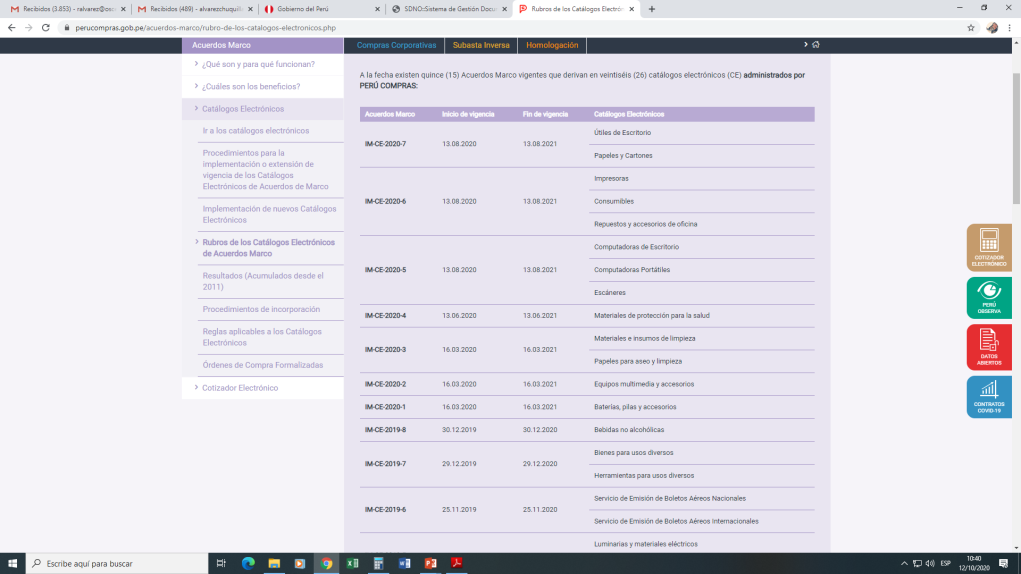 Recibidos (3.853) - ralvarez@os
Recibidos (489) - alvarezchuquill
Gobierno del Perú
SDNO::Sistema de Gestión Docu
Rubros de los Catálogos Electrón
perucompras.gob.pe/acuerdos-marco/rubro-de-los-catalogos-electronicos.php
Acuerdos Marco
Compras Corporativas
Subasta Inversa
Homologación
¿Qué son y para qué funcionan?
¿Cuáles son los beneficios?
Catálogos Electrónicos
Ir a los catálogos electrónicos
Procedimientos para la
implementación o extensión de
vigencia de los Catálogos
Electrónicos de Acuerdos de Marco
Implementación de nuevos Catálogos
Electrónicos
Rubros de los Catálogos Electrónicos
de Acuerdos Marco
Resultados (Acumulados desde el
2011)
Procedimientos de incorporación
Reglas aplicables a los Catálogos
Electrónicos
Órdenes de Compra Formalizadas
Cotizador Electrónico
A la fecha existen quince (15) Acuerdos Marco vigentes que derivan en veintiséis (26) catálogos electrónicos (CE) administrados por
PERÚ COMPRAS:
Acuerdos Marco Inicio de vigencia Fin de vigencia Catálogos Electrónicos
Útiles de Escritorio
IM-CE-2020-7 13.08.2020 13.08.2021
Papeles y Cartones
Impresoras
IM-CE-2020-6 13.08.2020 13.08.2021 Consumibles
Repuestos y accesorios de oficina
Computadoras de Escritorio
IM-CE-2020-5 13.08.2020 13.08.2021 Computadoras Portátiles
Escáneres
IM-CE-2020-4 13.06.2020 13.06.2021 Materiales de protección para la salud
Materiales e insumos de limpieza
IM-CE-2020-3 16.03.2020 16.03.2021
Papeles para aseo y limpieza
IM-CE-2020-2 16.03.2020 16.03.2021 Equipos multimedia y accesorios
IM-CE-2020-1 16.03.2020 16.03.2021 Baterías, pilas y accesorios
IM-CE-2019-8 30.12.2019 30.12.2020 Bebidas no alcohólicas
Bienes para usos diversos
IM-CE-2019-7 29.12.2019 29.12.2020
Herramientas para usos diversos
Servicio de Emisión de Boletos Aéreos Nacionales
IM-CE-2019-6 25.11.2019 25.11.2020
Servicio de Emisión de Boletos Aéreos Internacionales
Luminarias y materiales eléctricos
COTIZADOR
ELECTRÓNICO
PERÚ
OBSERVA
DATOS
ABIERTOS
CONTRATOS
COVID-19
Escribe aquí para buscar
ESP
10:40
12/10/2020